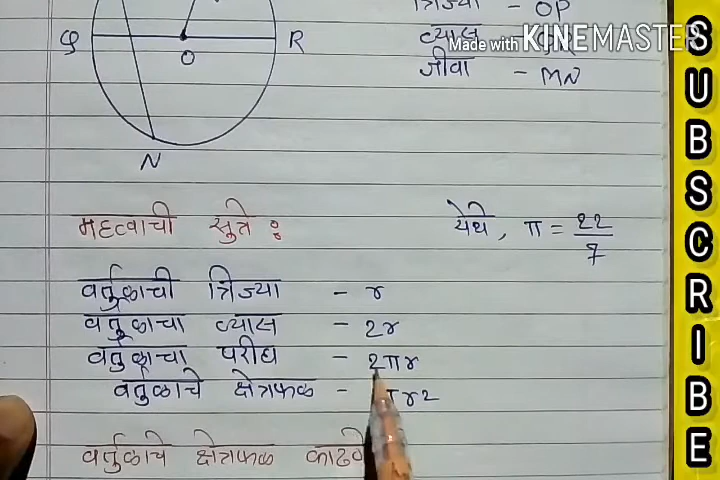 त्रिज्या - OP
व्यास -
Made with KINEMASTER
Q R
O
जीवा - MN
N
महत्वाची सुत्रे :
येथे, π = 22/7
वर्तुळाची त्रिज्या - r
वर्तुळाचा व्यास - 2r
वर्तुळाचा परीघ - 2πr
वर्तुळाचे क्षेत्रफळ - πr2
वर्तुळाचे क्षेत्रफळ
SUBSCRIBE